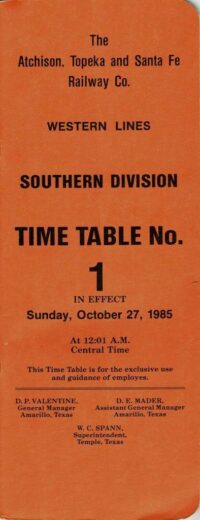 The
Atchison, Topeka and Santa Fe
Railway Co.
WESTERN LINES
SOUTHERN DIVISION
TIME TABLE No.
1
IN EFFECT
Sunday, October 27, 1985
At 12:01 A.M.
Central Time
This Time Table is for the exclusive use
and guidance of employes.
D. P. VALENTINE,
General Manager
Amarillo, Texas
D. E. MADER,
Assistant General Manager
Amarillo, Texas
W. C. SPANN,
Superintendent,
Temple, Texas